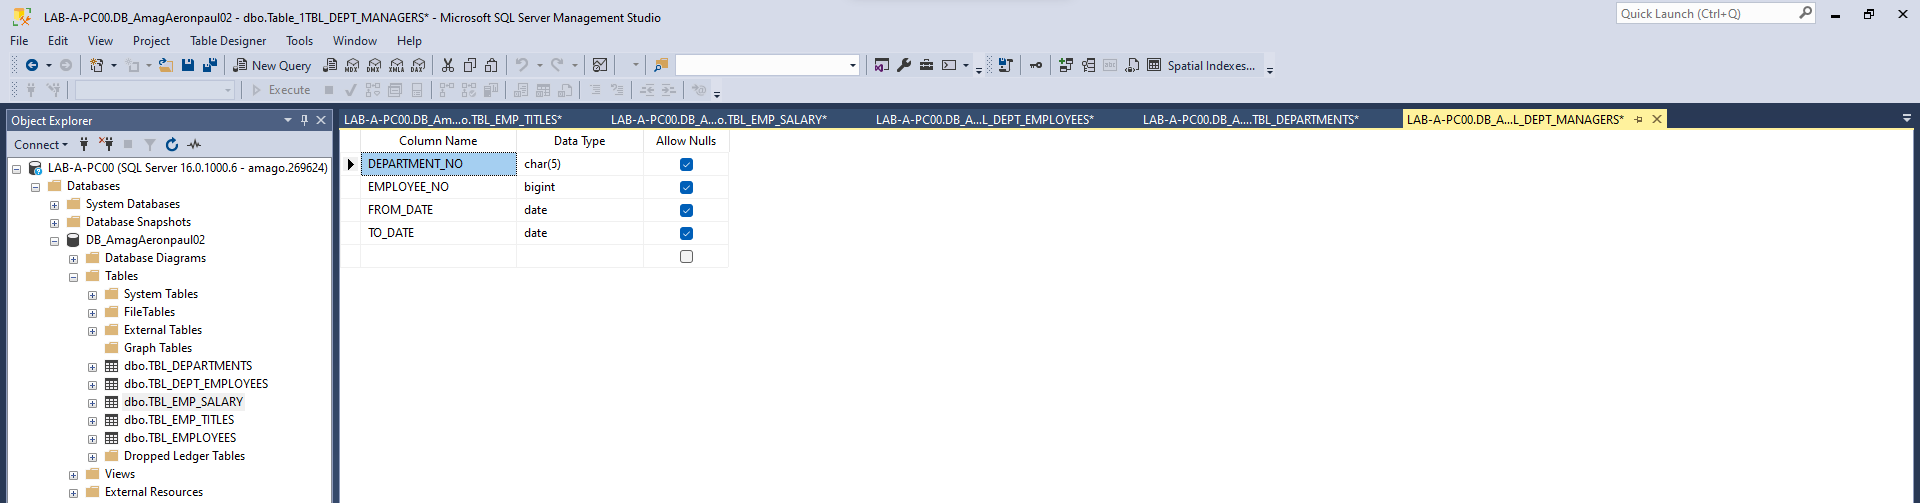 LAB-A-PC00.DB_AmagAeronpaul02 - dbo.Table_1TBL_DEPT_MANAGERS* - Microsoft SQL Server Management Studio
Quick Launch (Ctrl+Q)
File Edit View Project Table Designer Tools Window Help
New Query MDX DMX XMLA DAX Spatial Indexes...
Execute
Object Explorer
LAB-A-PC00.DB_Am...o.TBL_EMP_TITLES* LAB-A-PC00.DB_A...o.TBL_EMP_SALARY* LAB-A-PC00.DB_A...L_DEPT_EMPLOYEES* LAB-A-PC00.DB_A....TBL_DEPARTMENTS* LAB-A-PC00.DB_A...L_DEPT_MANAGERS*
Connect
LAB-A-PC00 (SQL Server 16.0.1000.6 - amago.269624)
Databases
System Databases
Database Snapshots
DB_AmagAeronpaul02
Database Diagrams
Tables
System Tables
FileTables
External Tables
Graph Tables
dbo.TBL_DEPARTMENTS
dbo.TBL_DEPT_EMPLOYEES
dbo.TBL_EMP_SALARY
dbo.TBL_EMP_TITLES
dbo.TBL_EMPLOYEES
Dropped Ledger Tables
Views
External Resources
Column Name Data Type Allow Nulls
DEPARTMENT_NO char(5)
EMPLOYEE_NO bigint
FROM_DATE date
TO_DATE date